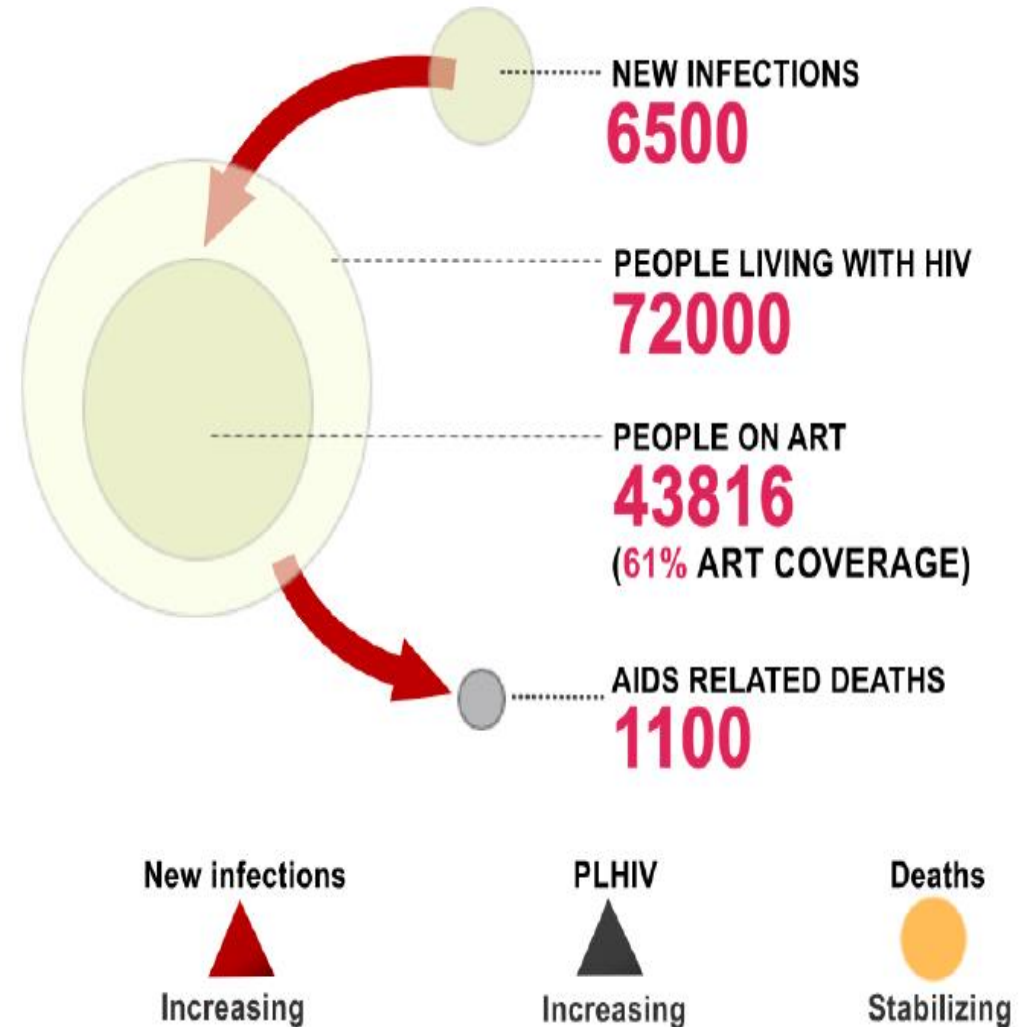 NEW INFECTIONS
6500
PEOPLE LIVING WITH HIV
72000
PEOPLE ON ART
43816
(61% ART COVERAGE)
AIDS RELATED DEATHS
1100
New infections PLHIV Deaths
Increasing Increasing Stabilizing